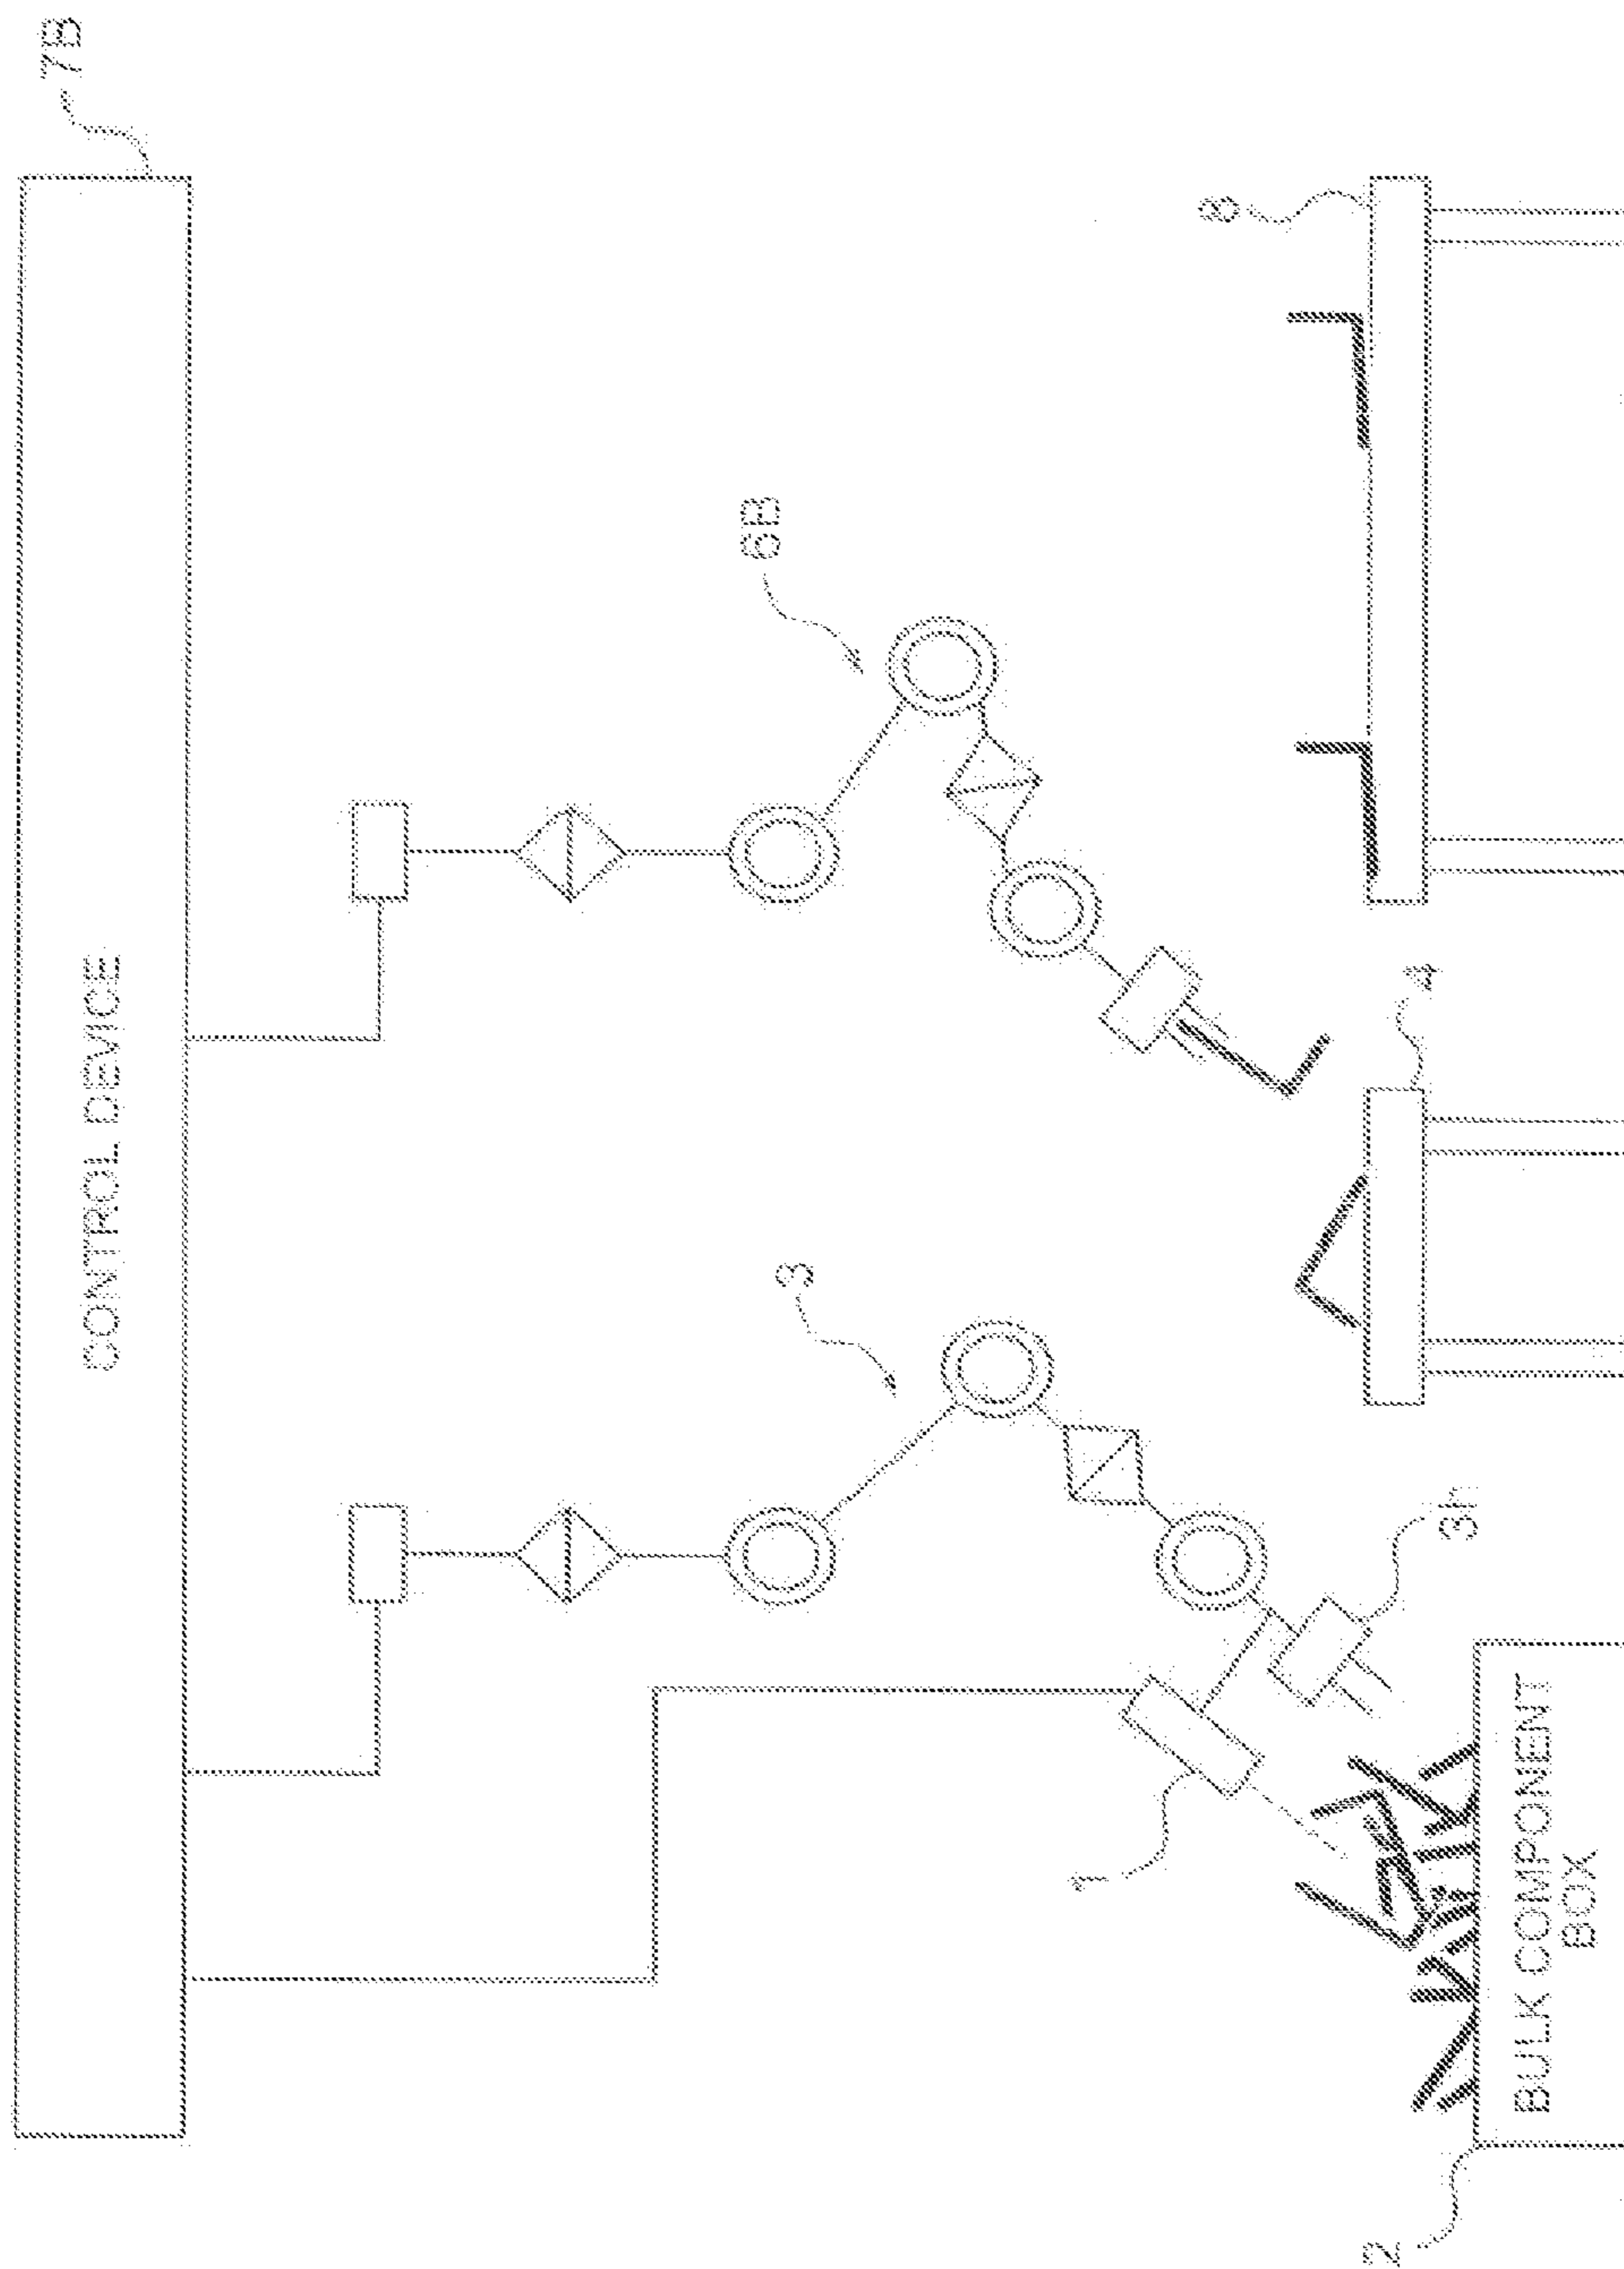 7B
CONTROL DEVICE
6B
8
3
4
3h
1
BULK COMPONENT
BOX
2